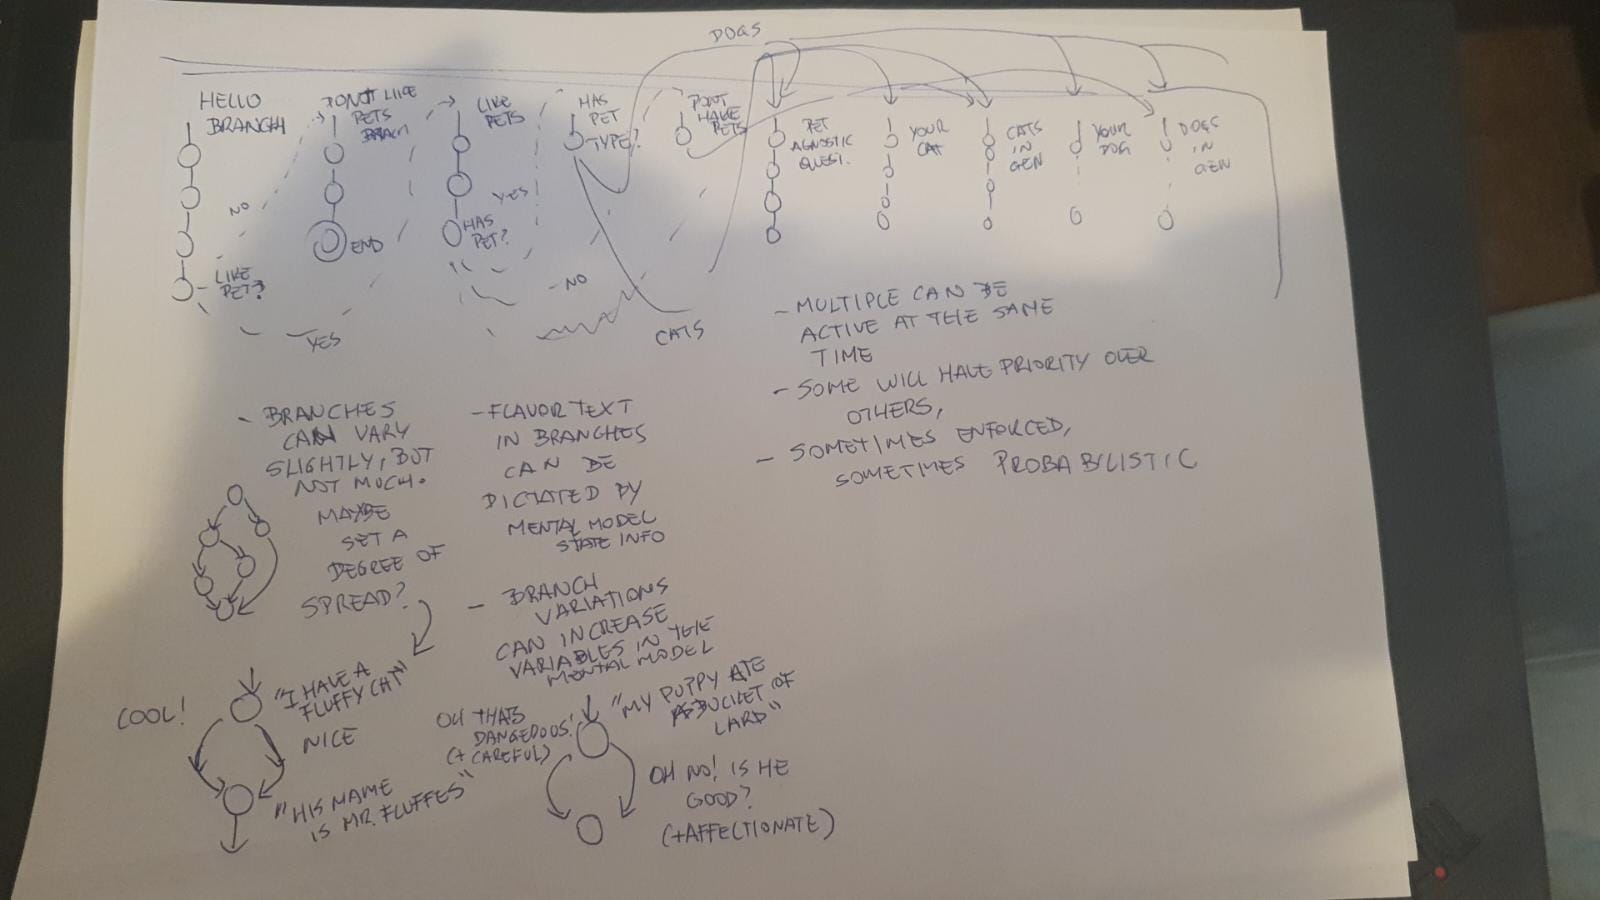 DOGS
HELLO
BRANCH
DON'T LIKE
PETS
BRANCH
LIKE
PETS
HAS
PET
TYPE?
DONT
HAVE
PETS
PET
AGNOSTIC
QUESI.
YOUR
CAT
CATS
IN
GEN
YOUR
DOG
DOGS
IN
GEN
NO
YES
END
HAS
PET?
LIKE
PET?
- NO
YES
CATS
- MULTIPLE CAN BE
ACTIVE AT THE SAME
TIME
- SOME WILL HAVE PRIORITY OVER
OTHERS,
- SOMETIMES ENFORCED,
SOMETIMES PROBABILISTIC
- BRANCHES
CAN VARY
SLIGHTLY, BUT
NOT MUCH.
MAYBE
SET A
DEGREE OF
SPREAD?
- FLAVOR TEXT
IN BRANCHES
CAN BE
DICTATED BY
MENTAL MODEL
STATE INFO
- BRANCH
VARIATIONS
CAN INCREASE
VARIABLES IN THE
MENTAL MODEL
COOL!
"I HAVE A
FLUFFY CAT"
NICE
"HIS NAME
IS MR. FLUFFES"
OH THATS
DANGEROUS!
(+ CAREFUL)
"MY PUPPY ATE
A BUCKET OF
LARD"
OH NO! IS HE
GOOD?
(+AFFECTIONATE)